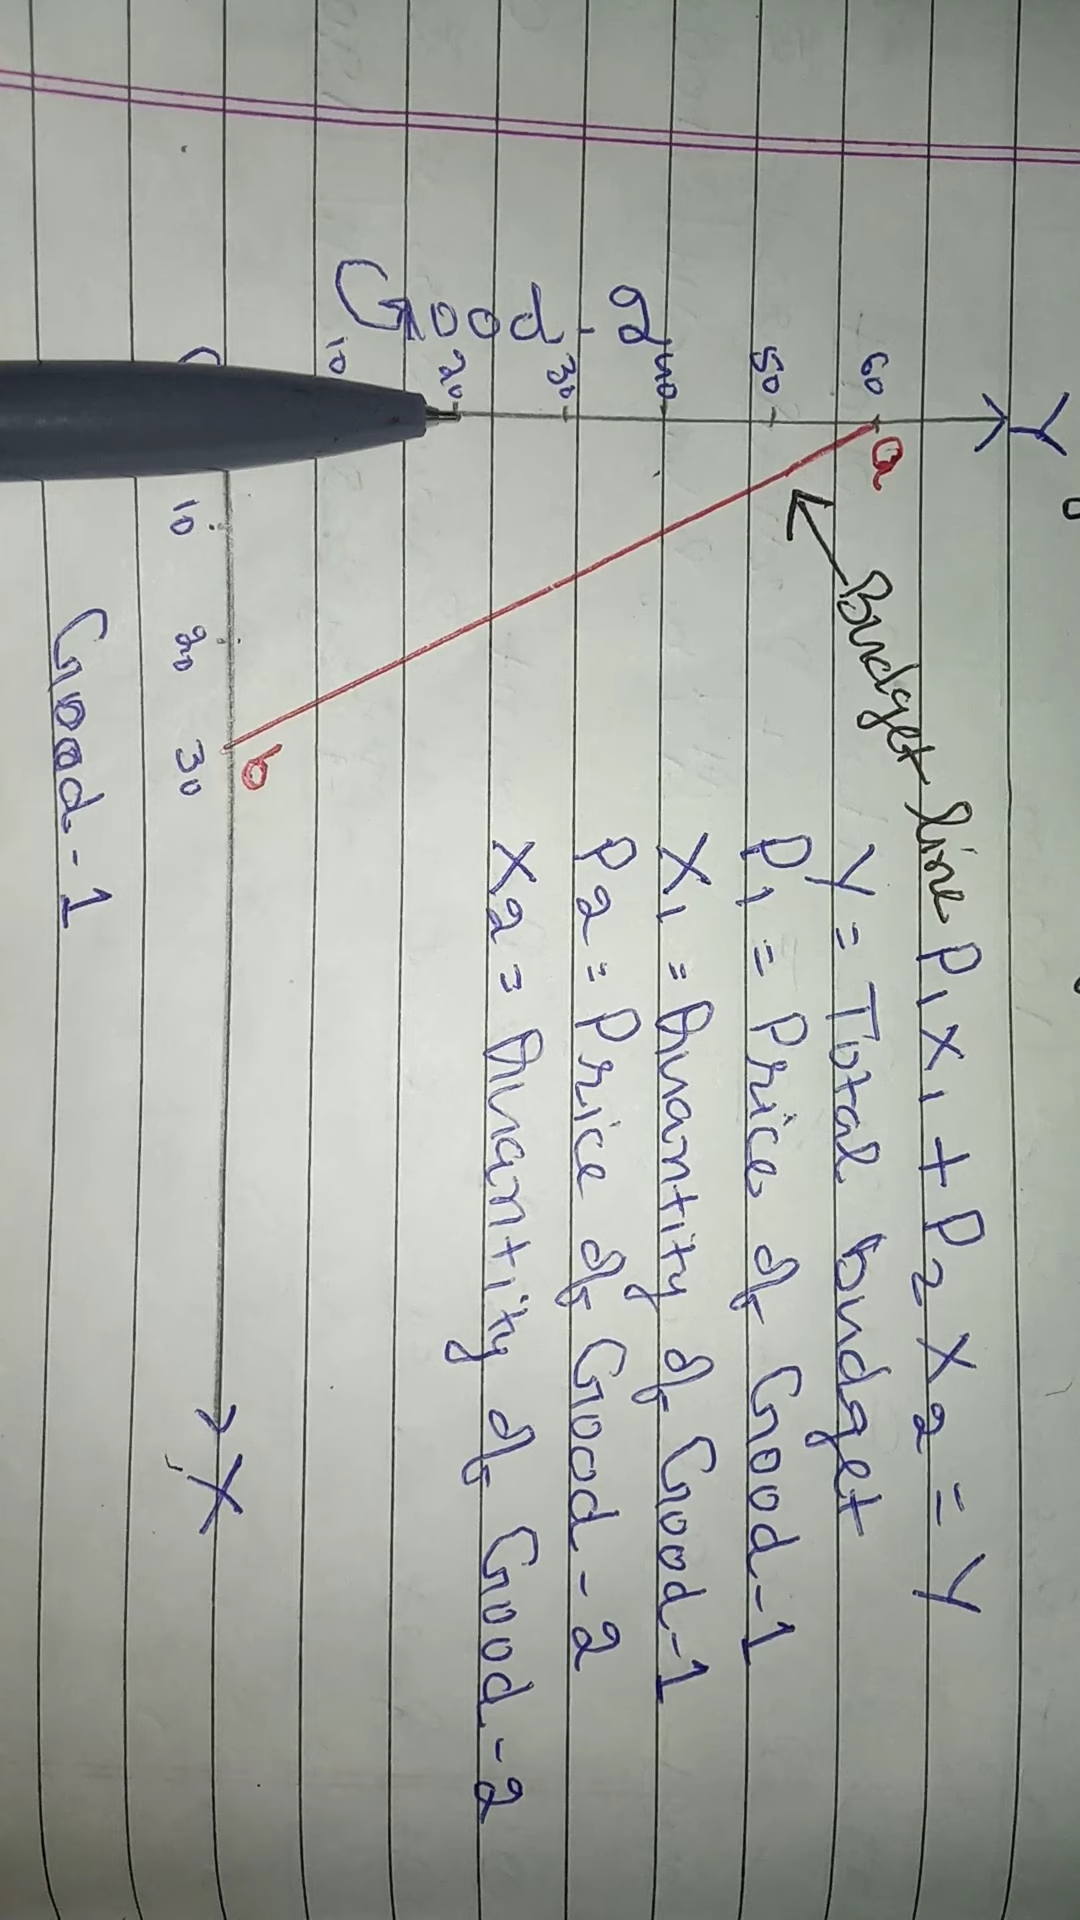 Y
60
a
50
40
30
20
10
Good-2
Budget line P1X1 + P2X2 = Y
Y = Total budget
P1 = Price of Good-1
X1 = Quantity of Good-1
P2 = Price of Good-2
X2 = Quantity of Good-2
b
10
20
30
X
Good-1